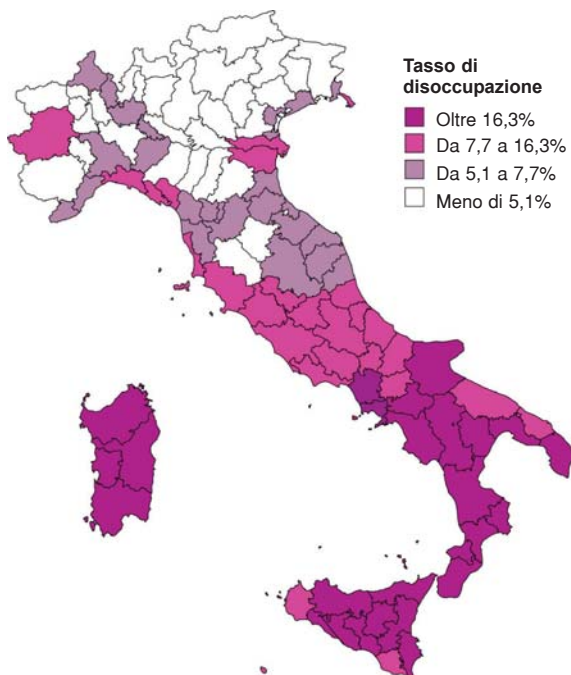 Tasso di
disoccupazione
Oltre 16,3%
Da 7,7 a 16,3%
Da 5,1 a 7,7%
Meno di 5,1%